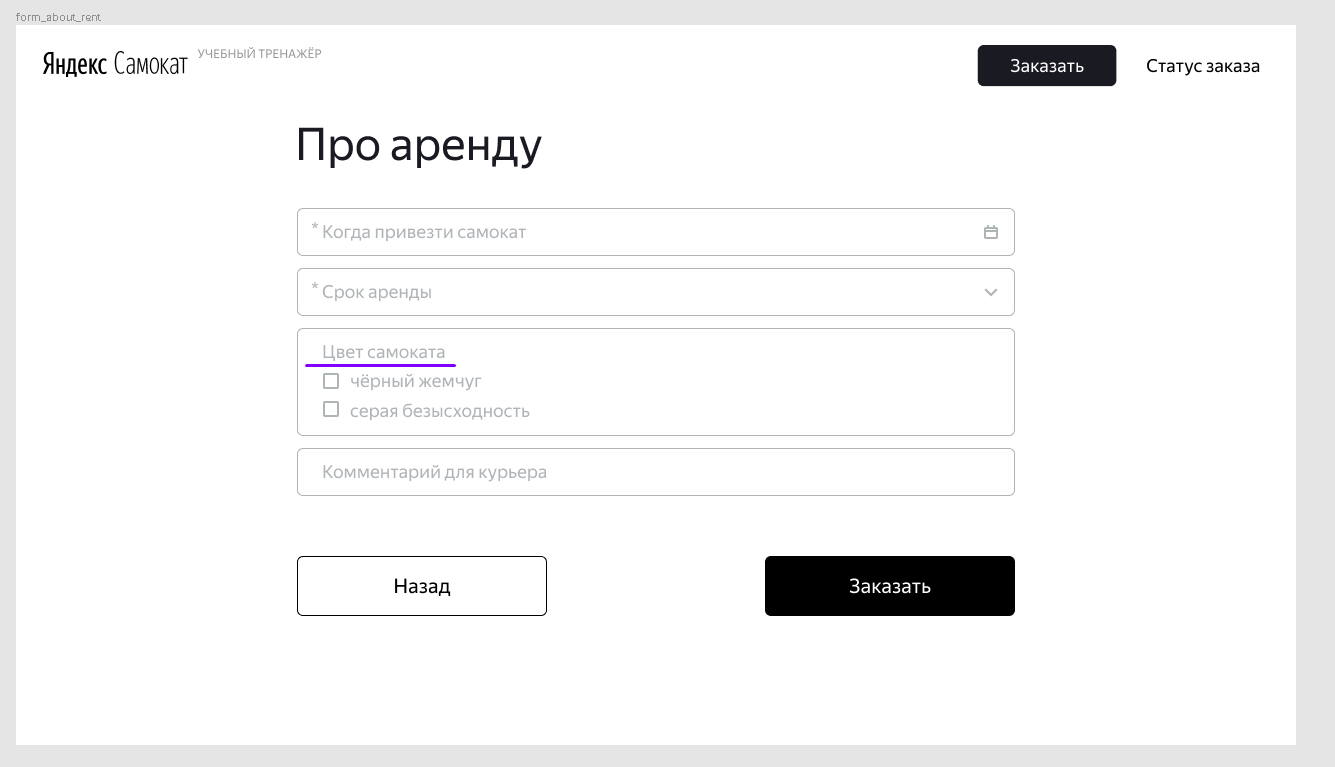 form_about_rent
Яндекс Самокат УЧЕБНЫЙ ТРЕНАЖЁР
Заказать
Статус заказа
Про аренду
* Когда привезти самокат
* Срок аренды
Цвет самоката
чёрный жемчуг
серая безысходность
Комментарий для курьера
Назад
Заказать